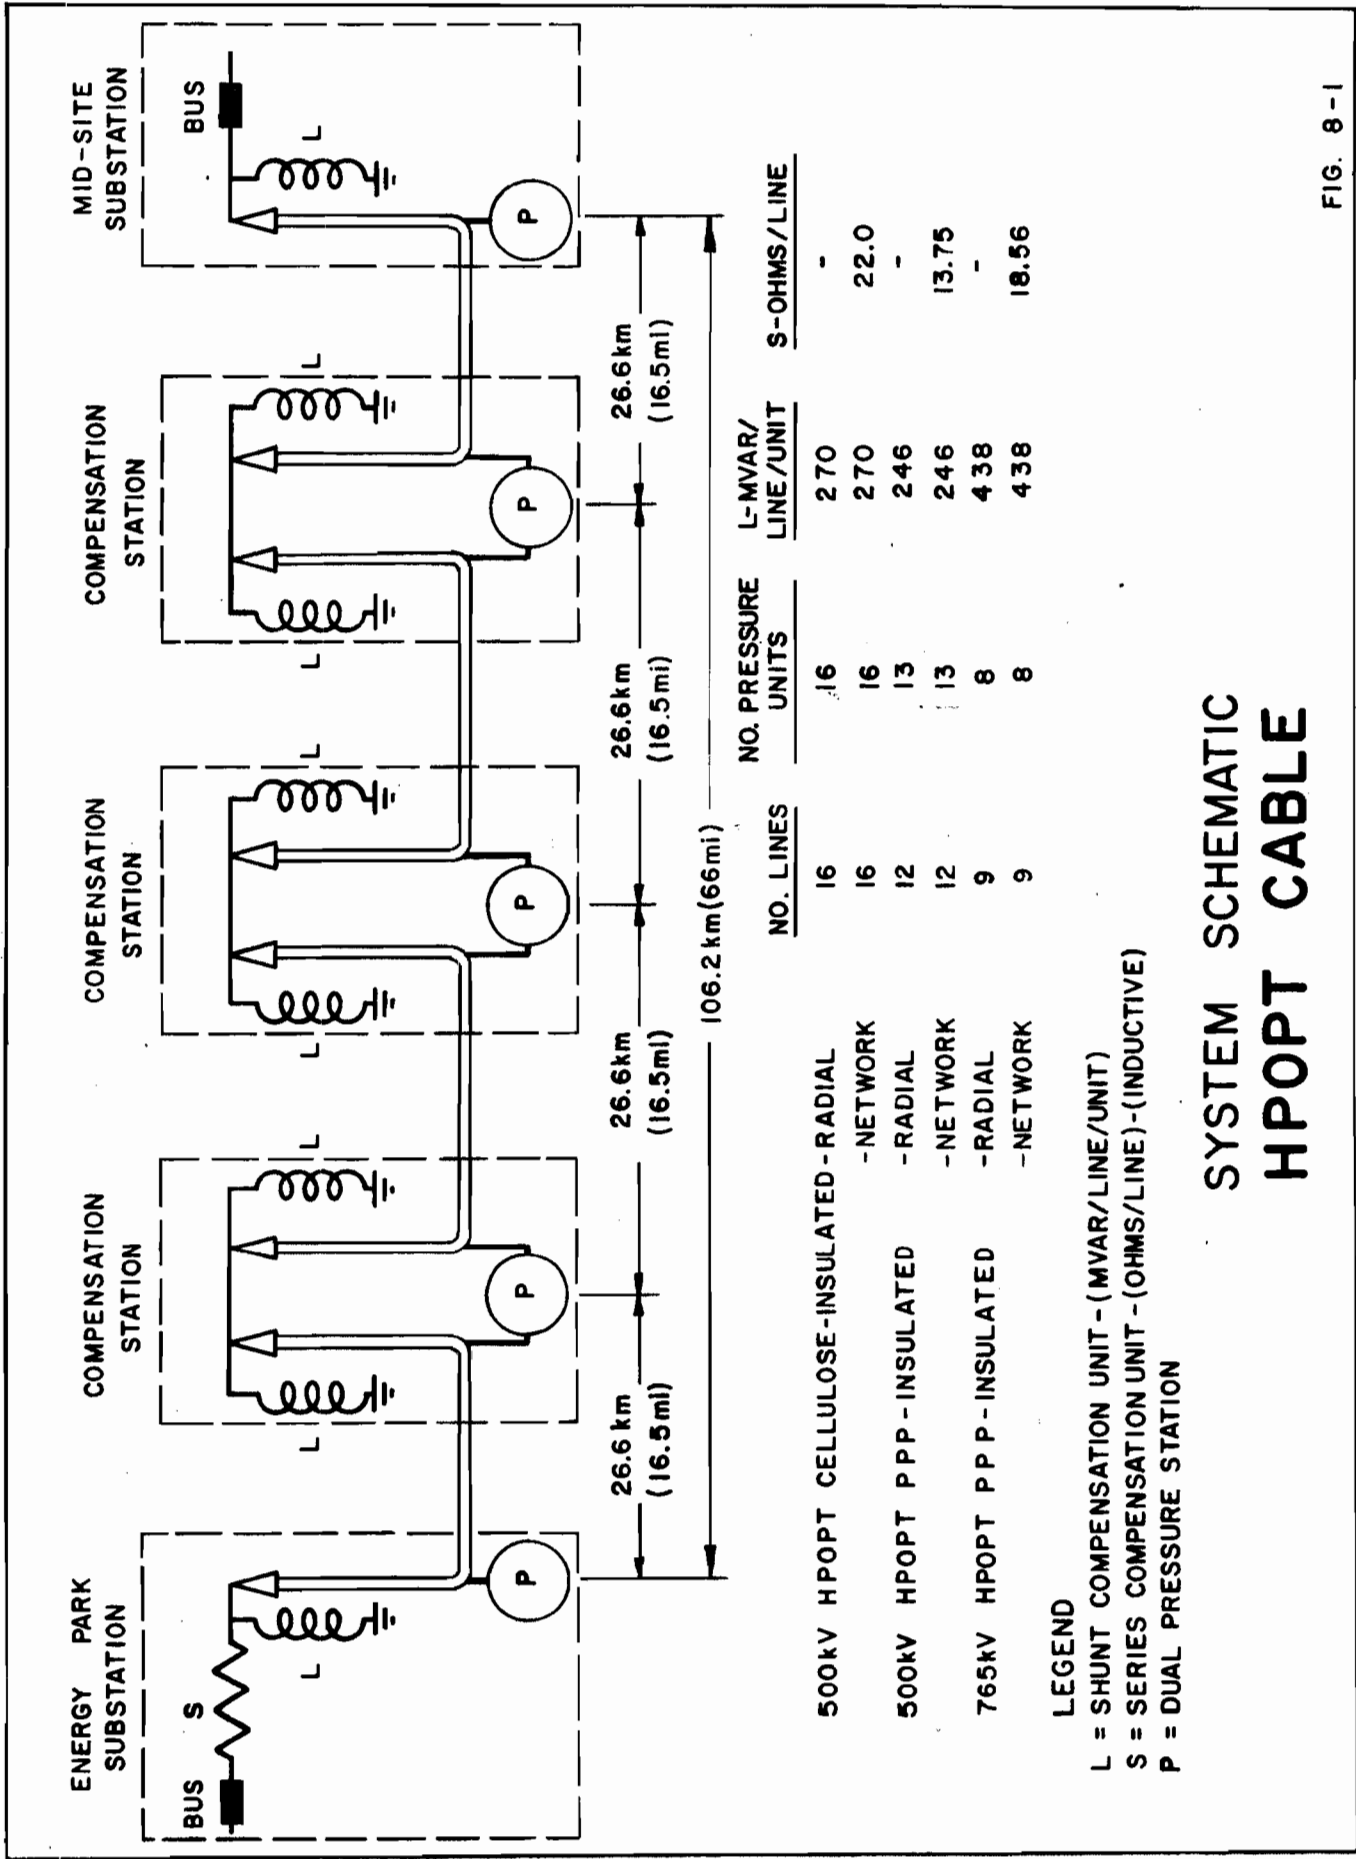 ENERGY PARK
SUBSTATION
COMPENSATION
STATION
COMPENSATION
STATION
COMPENSATION
STATION
MID-SITE
SUBSTATION
BUS
S
L
L
L
L
L
L
L
L
BUS
P
P
P
P
P
26.6 km
(16.5mi)
26.6km
(16.5mi)
26.6km
(16.5mi)
26.6km
(16.5mi)
106.2km(66mi)
NO. LINES NO. PRESSURE UNITS L-MVAR/ LINE/UNIT S-OHMS/LINE
500kV HPOPT CELLULOSE-INSULATED-RADIAL 16 16 270 -
-NETWORK 16 16 270 22.0
500kV HPOPT PPP-INSULATED -RADIAL 12 13 246 -
-NETWORK 12 13 246 13.75
765kV HPOPT PPP-INSULATED -RADIAL 9 8 438 -
-NETWORK 9 8 438 18.56
LEGEND
L = SHUNT COMPENSATION UNIT-(MVAR/LINE/UNIT)
S = SERIES COMPENSATION UNIT-(OHMS/LINE)-(INDUCTIVE)
P = DUAL PRESSURE STATION
SYSTEM SCHEMATIC
HPOPT CABLE
FIG. 8-1